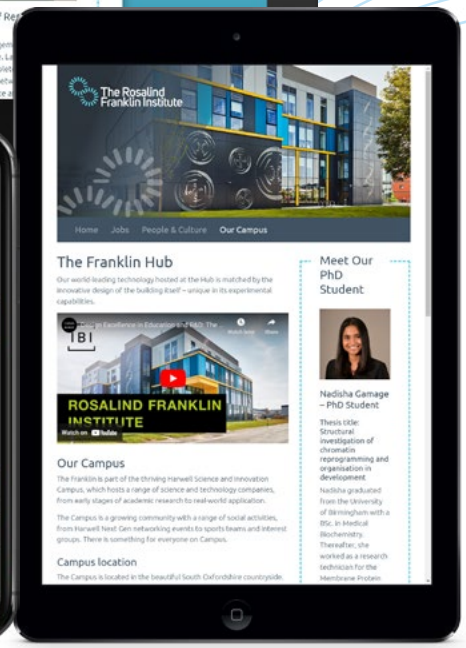 The Rosalind
Franklin Institute
Home Jobs People & Culture Our Campus
The Franklin Hub
Our world-leading technology hosted at the Hub is matched by the
innovative design of the building itself – unique in its experimental
capabilities.
in Excellence in Education and R&D: The ...
Watch later Share
IBI
ROSALIND FRANKLIN
INSTITUTE
Watch on YouTube
Our Campus
The Franklin is part of the thriving Harwell Science and Innovation
Campus, which hosts a range of science and technology companies,
from early stages of academic research to real-world application.
The Campus is a growing community with a range of social activities,
from Harwell Next Gen networking events to sports teams and interest
groups. There is something for everyone on Campus.
Campus location
The Campus is located in the beautiful South Oxfordshire countryside,
Meet Our
PhD
Student
Nadisha Gamage
– PhD Student
Thesis title:
Structural
investigation of
chromatin
reprogramming and
organisation in
development
Nadisha graduated
from the University
of Birmingham with a
BSc. in Medical
Biochemistry.
Thereafter, she
worked as a research
technician for the
Membrane Protein